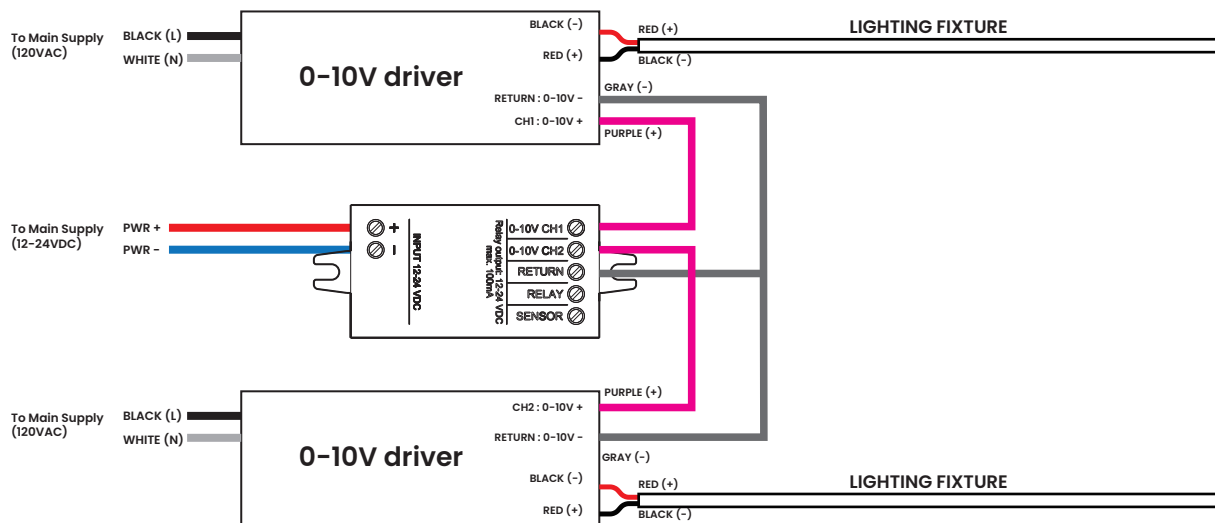 To Main Supply
(120VAC)
BLACK (L)
WHITE (N)
0-10V driver
BLACK (-)
RED (+)
RETURN : 0-10V -
CH1 : 0-10V +
RED (+)
BLACK (-)
LIGHTING FIXTURE
GRAY (-)
PURPLE (+)
To Main Supply
(12-24VDC)
PWR +
PWR -
+
-
INPUT 12-24 VDC
Relay output: 12-24 VDC
max. 100mA
0-10V CH1
0-10V CH2
RETURN
RELAY
SENSOR
To Main Supply
(120VAC)
BLACK (L)
WHITE (N)
0-10V driver
PURPLE (+)
CH2 : 0-10V +
RETURN : 0-10V -
GRAY (-)
BLACK (-)
RED (+)
RED (+)
BLACK (-)
LIGHTING FIXTURE